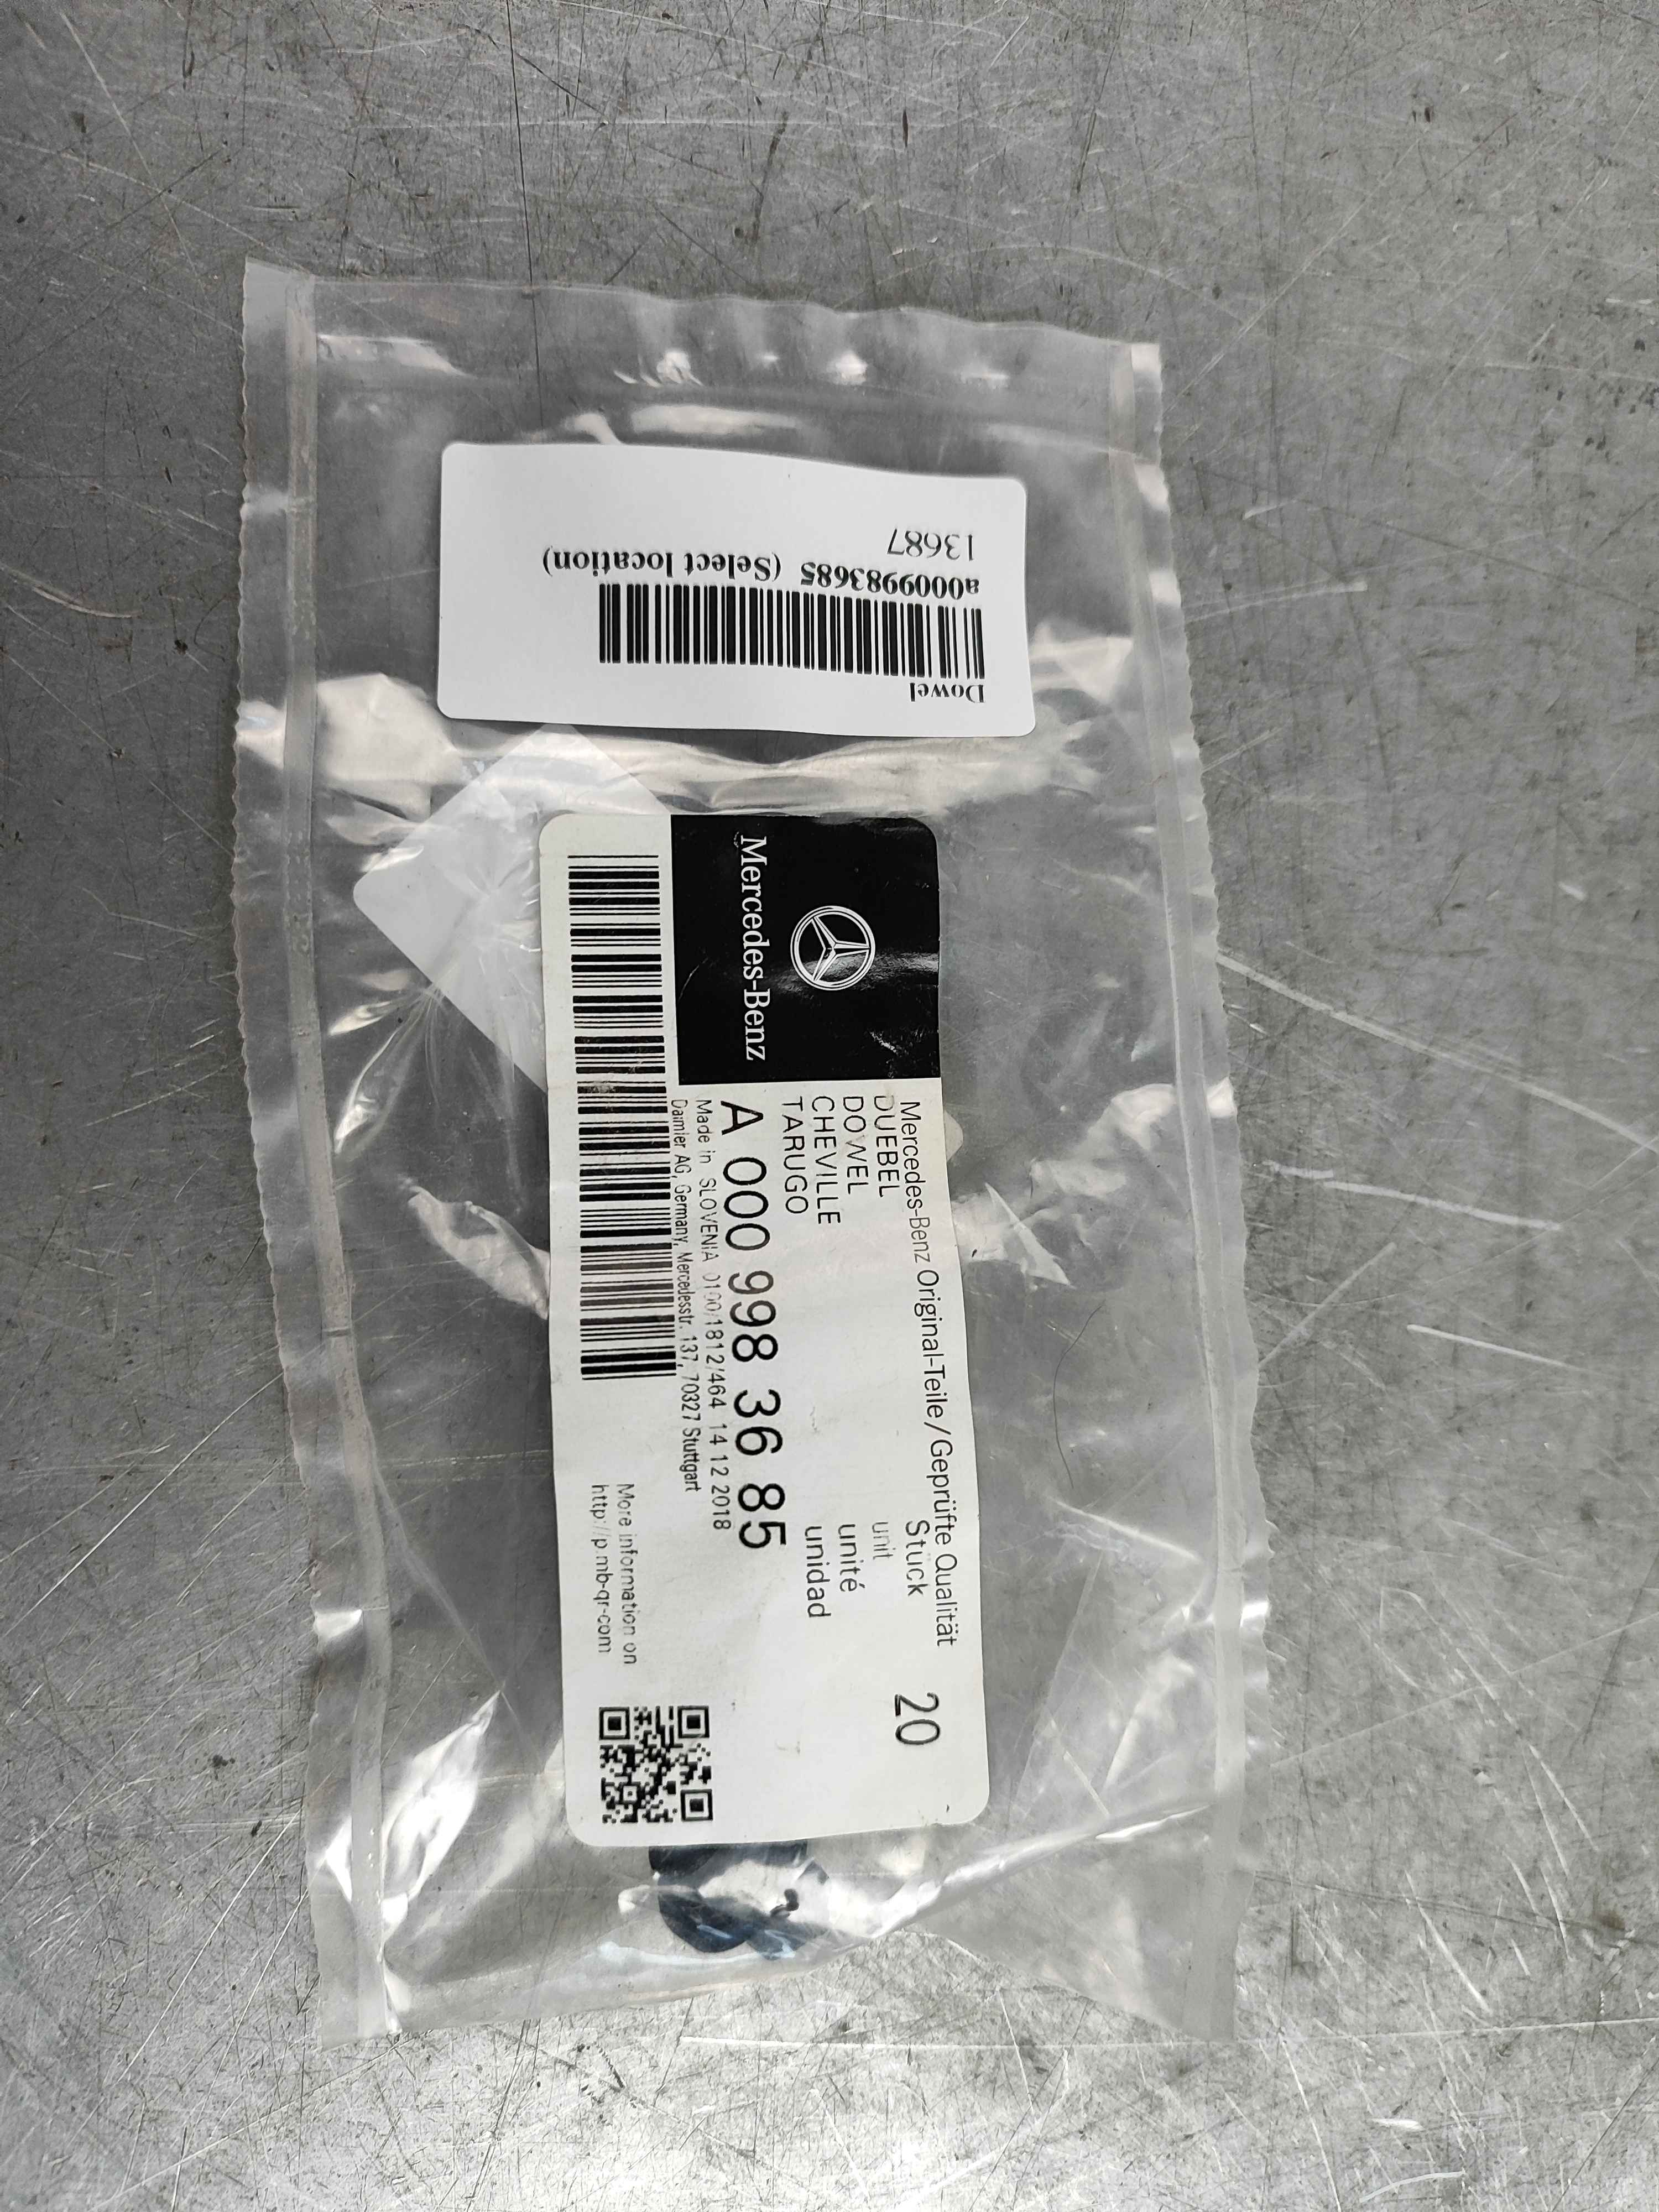 Dowel
a0009983685 (Select location)
13687
Mercedes-Benz
Mercedes-Benz Original-Teile/Geprüfte Qualität
DUEBEL
DOWEL
CHEVILLE
TARUGO
Stück
unit
unité
unidad
20
A 000 998 36 85
Made in SLOVENIA 0100/1812/464 14 12 2018
Daimler AG, Germany, Mercedesstr. 137, 70327 Stuttgart
More information on
http://p.mb-qr-com